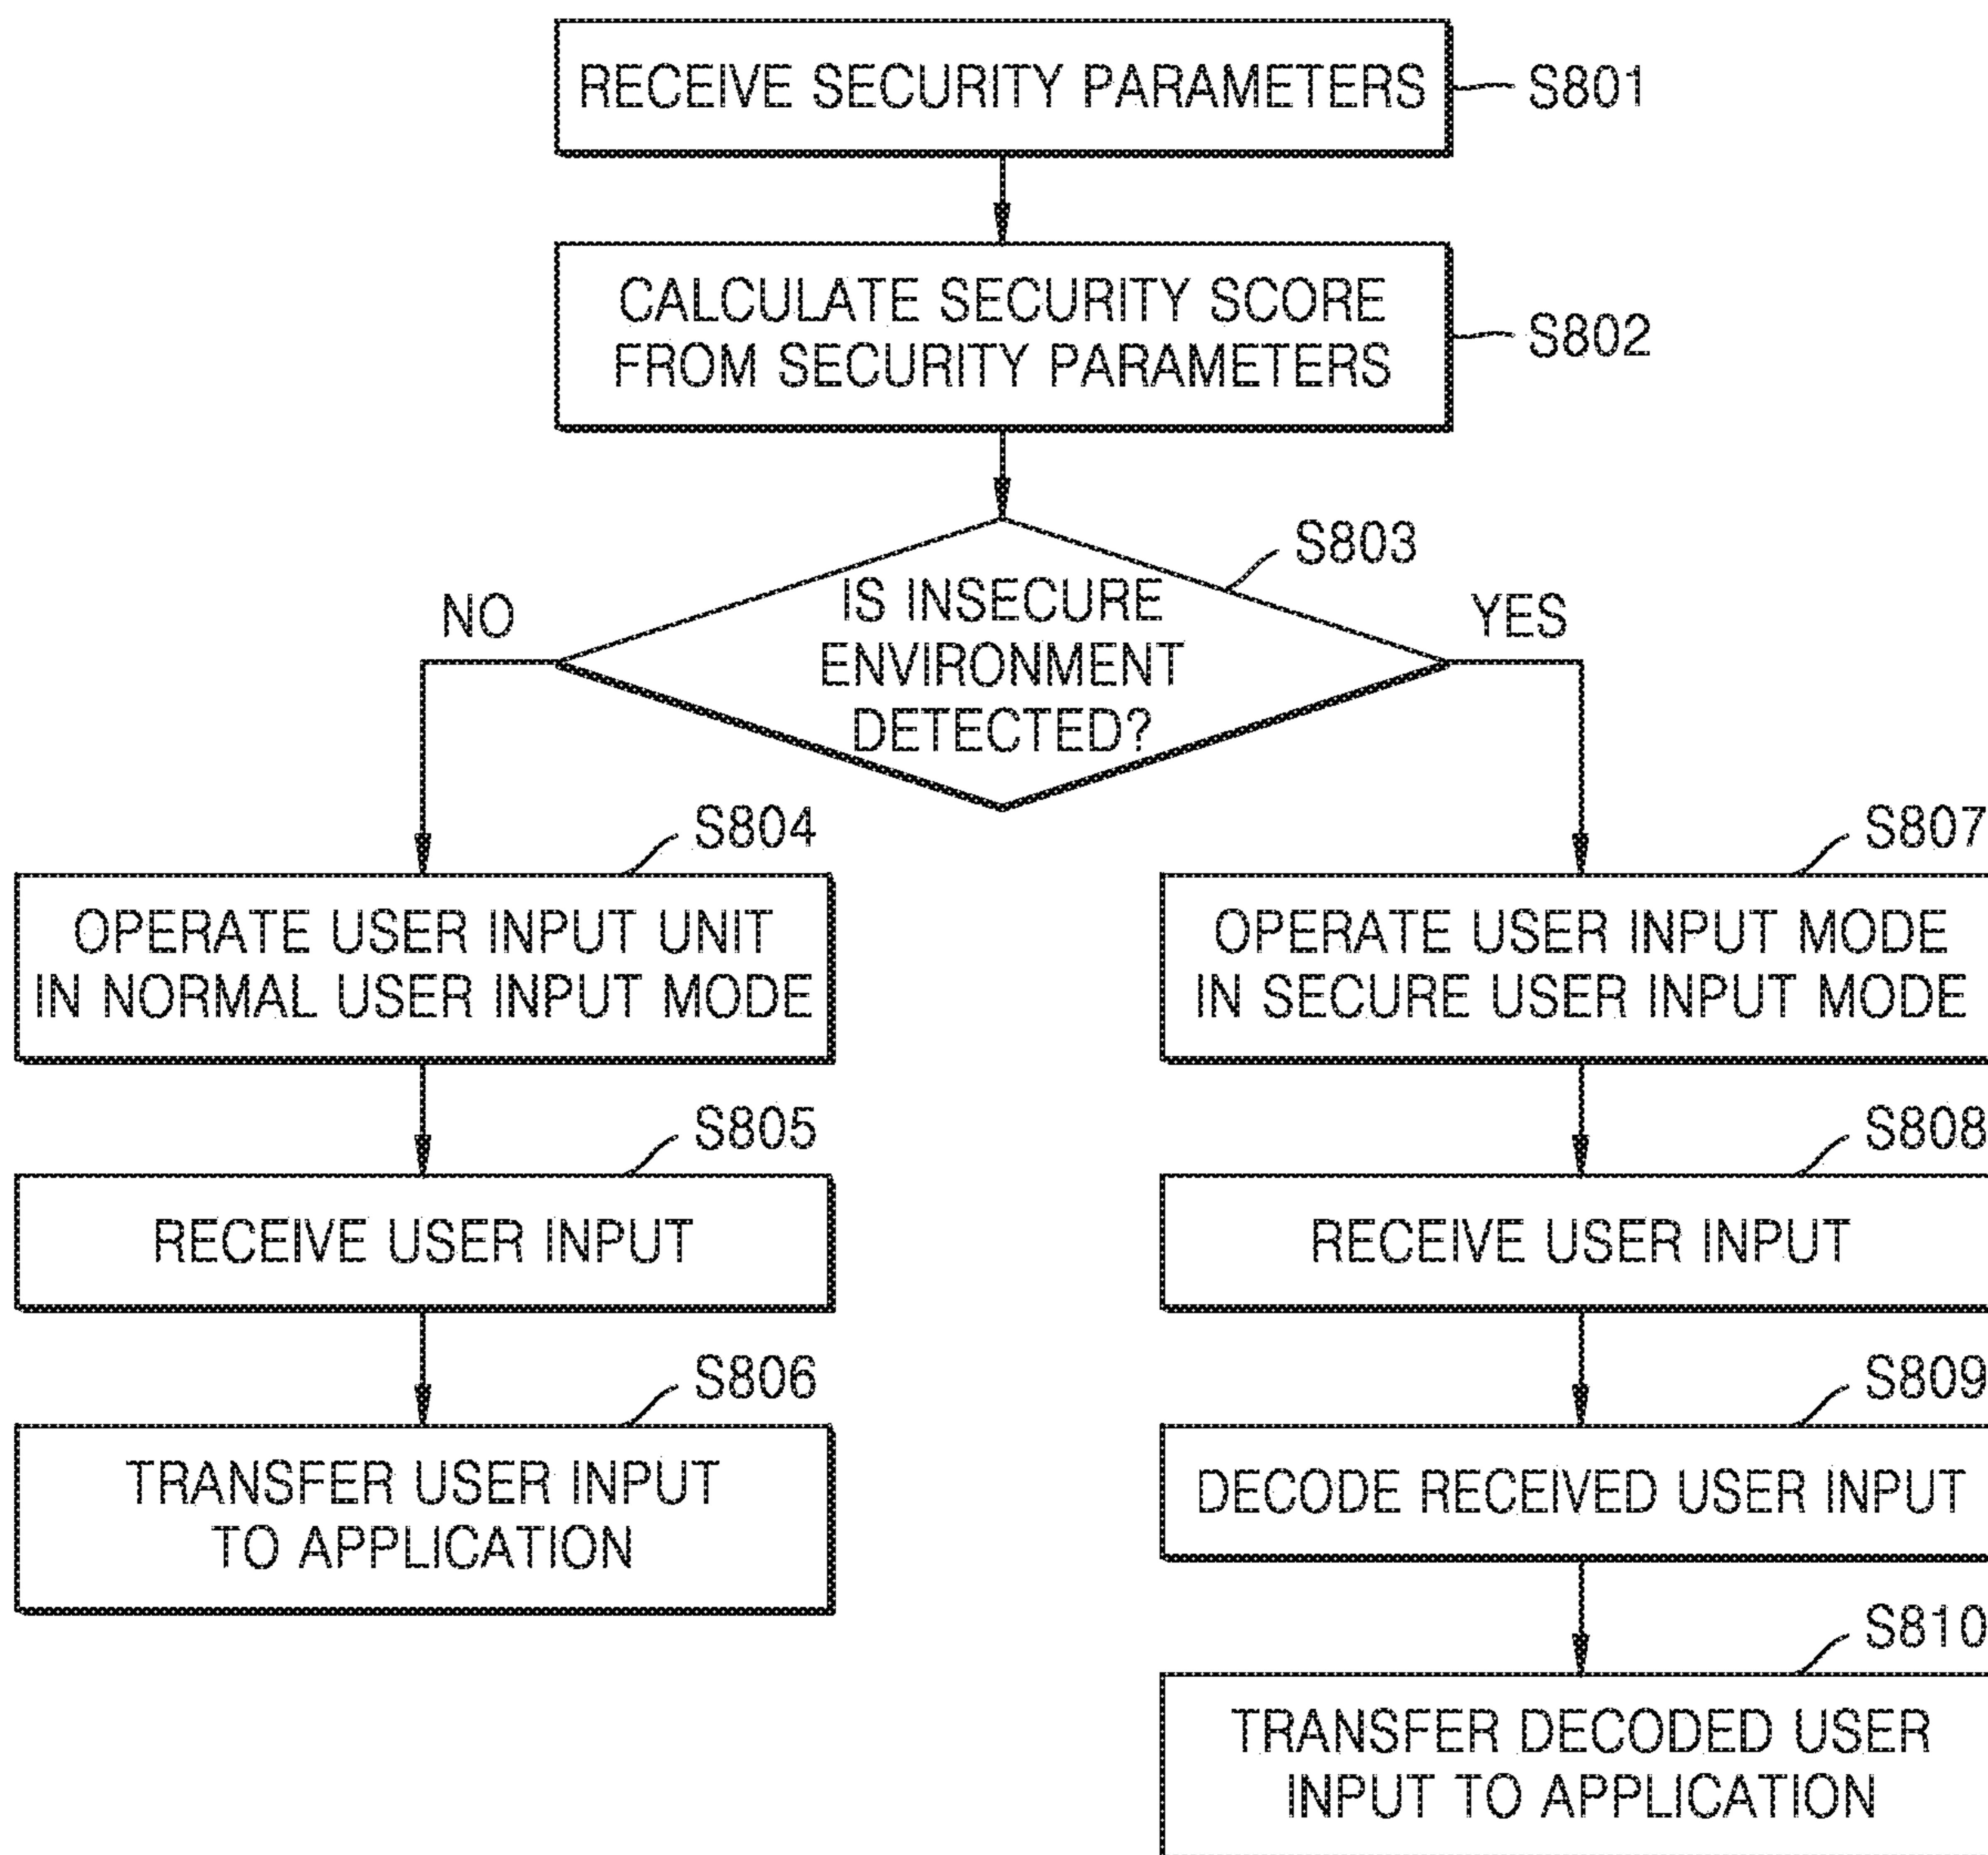 RECEIVE SECURITY PARAMETERS
S801
CALCULATE SECURITY SCORE
FROM SECURITY PARAMETERS
S802
S803
IS INSECURE
ENVIRONMENT
DETECTED?
NO
YES
S804
OPERATE USER INPUT UNIT
IN NORMAL USER INPUT MODE
S805
RECEIVE USER INPUT
S806
TRANSFER USER INPUT
TO APPLICATION
S807
OPERATE USER INPUT MODE
IN SECURE USER INPUT MODE
S808
RECEIVE USER INPUT
S809
DECODE RECEIVED USER INPUT
S810
TRANSFER DECODED USER
INPUT TO APPLICATION